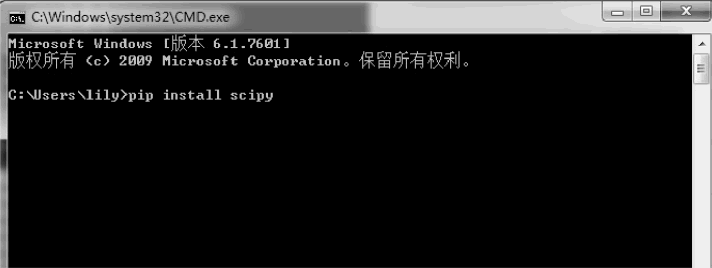 C:\Windows\system32\CMD.exe
Microsoft Windows [版本 6.1.7601]
版权所有 (c) 2009 Microsoft Corporation。保留所有权利。
C:\Users\lily>pip install scipy